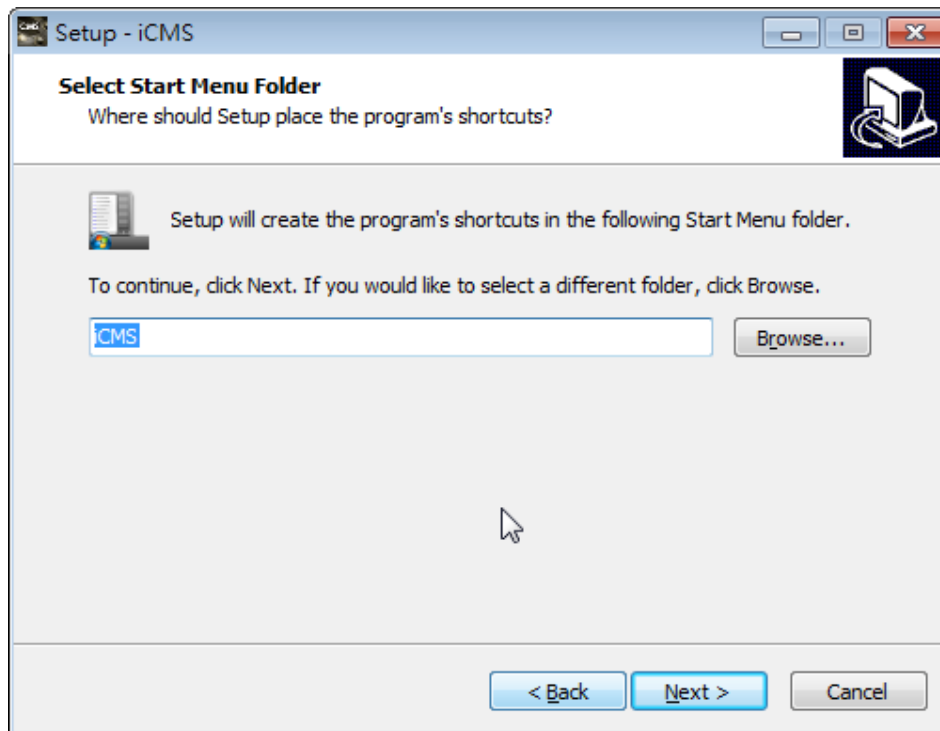 Setup - iCMS
Select Start Menu Folder
Where should Setup place the program's shortcuts?
Setup will create the program's shortcuts in the following Start Menu folder.
To continue, click Next. If you would like to select a different folder, click Browse.
iCMS
Browse...
< Back
Next >
Cancel